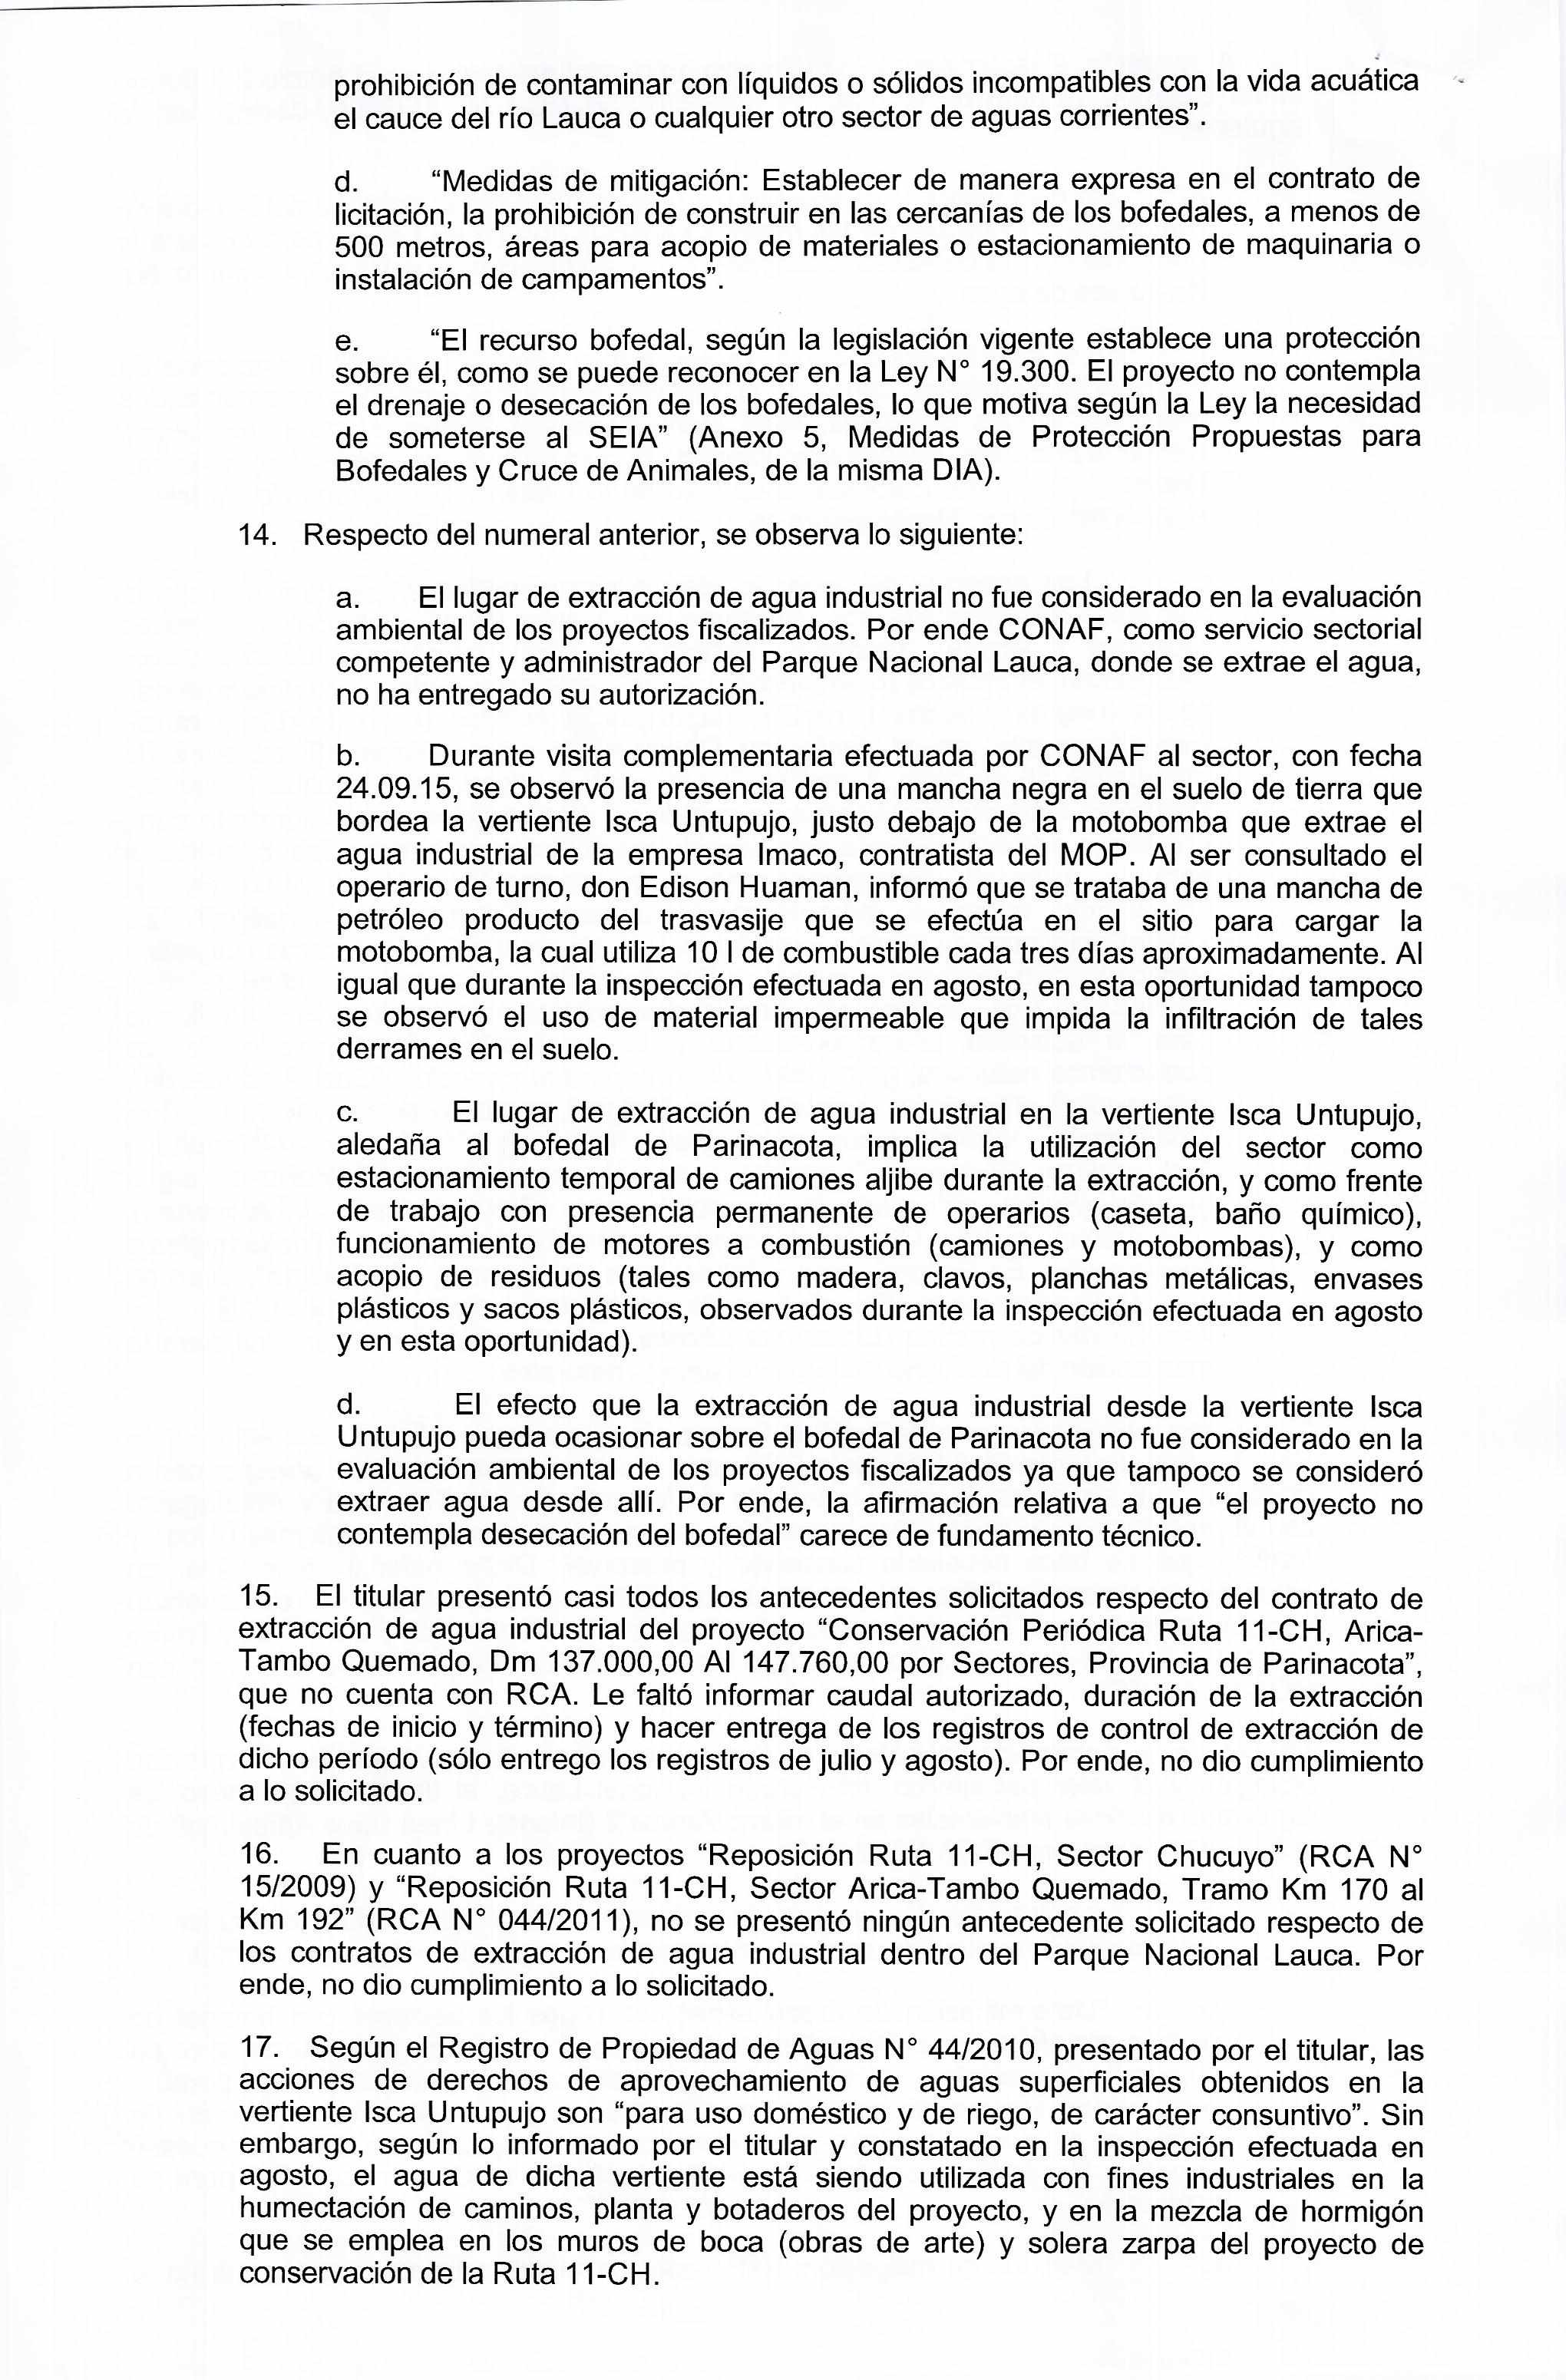 prohibición de contaminar con líquidos o sólidos incompatibles con la vida acuática
el cauce del río Lauca o cualquier otro sector de aguas corrientes”.
d. “Medidas de mitigación: Establecer de manera expresa en el contrato de
licitación, la prohibición de construir en las cercanías de los bofedales, a menos de
500 metros, áreas para acopio de materiales o estacionamiento de maquinaria o
instalación de campamentos”.
e. “El recurso bofedal, según la legislación vigente establece una protección
sobre él, como se puede reconocer en la Ley N° 19.300. El proyecto no contempla
el drenaje o desecación de los bofedales, lo que motiva según la Ley la necesidad
de someterse al SEIA” (Anexo 5, Medidas de Protección Propuestas para
Bofedales y Cruce de Animales, de la misma DIA).
14. Respecto del numeral anterior, se observa lo siguiente:
a. El lugar de extracción de agua industrial no fue considerado en la evaluación
ambiental de los proyectos fiscalizados. Por ende CONAF, como servicio sectorial
competente y administrador del Parque Nacional Lauca, donde se extrae el agua,
no ha entregado su autorización.
b. Durante visita complementaria efectuada por CONAF al sector, con fecha
24.09.15, se observó la presencia de una mancha negra en el suelo de tierra que
bordea la vertiente Isca Untupujo, justo debajo de la motobomba que extrae el
agua industrial de la empresa Imaco, contratista del MOP. Al ser consultado el
operario de turno, don Edison Huaman, informó que se trataba de una mancha de
petróleo producto del trasvasije que se efectúa en el sitio para cargar la
motobomba, la cual utiliza 10 l de combustible cada tres días aproximadamente. Al
igual que durante la inspección efectuada en agosto, en esta oportunidad tampoco
se observó el uso de material impermeable que impida la infiltración de tales
derrames en el suelo.
c. El lugar de extracción de agua industrial en la vertiente Isca Untupujo,
aledaña al bofedal de Parinacota, implica la utilización del sector como
estacionamiento temporal de camiones aljibe durante la extracción, y como frente
de trabajo con presencia permanente de operarios (caseta, baño químico),
funcionamiento de motores a combustión (camiones y motobombas), y como
acopio de residuos (tales como madera, clavos, planchas metálicas, envases
plásticos y sacos plásticos, observados durante la inspección efectuada en agosto
y en esta oportunidad).
d. El efecto que la extracción de agua industrial desde la vertiente Isca
Untupujo pueda ocasionar sobre el bofedal de Parinacota no fue considerado en la
evaluación ambiental de los proyectos fiscalizados ya que tampoco se consideró
extraer agua desde allí. Por ende, la afirmación relativa a que “el proyecto no
contempla desecación del bofedal” carece de fundamento técnico.
15. El titular presentó casi todos los antecedentes solicitados respecto del contrato de
extracción de agua industrial del proyecto “Conservación Periódica Ruta 11-CH, Arica-
Tambo Quemado, Dm 137.000,00 Al 147.760,00 por Sectores, Provincia de Parinacota”,
que no cuenta con RCA. Le faltó informar caudal autorizado, duración de la extracción
(fechas de inicio y término) y hacer entrega de los registros de control de extracción de
dicho período (sólo entrego los registros de julio y agosto). Por ende, no dio cumplimiento
a lo solicitado.
16. En cuanto a los proyectos “Reposición Ruta 11-CH, Sector Chucuyo” (RCA N°
15/2009) y “Reposición Ruta 11-CH, Sector Arica-Tambo Quemado, Tramo Km 170 al
Km 192” (RCA N° 044/2011), no se presentó ningún antecedente solicitado respecto de
los contratos de extracción de agua industrial dentro del Parque Nacional Lauca. Por
ende, no dio cumplimiento a lo solicitado.
17. Según el Registro de Propiedad de Aguas N° 44/2010, presentado por el titular, las
acciones de derechos de aprovechamiento de aguas superficiales obtenidos en la
vertiente Isca Untupujo son “para uso doméstico y de riego, de carácter consuntivo”. Sin
embargo, según lo informado por el titular y constatado en la inspección efectuada en
agosto, el agua de dicha vertiente está siendo utilizada con fines industriales en la
humectación de caminos, planta y botaderos del proyecto, y en la mezcla de hormigón
que se emplea en los muros de boca (obras de arte) y solera zarpa del proyecto de
conservación de la Ruta 11-CH.